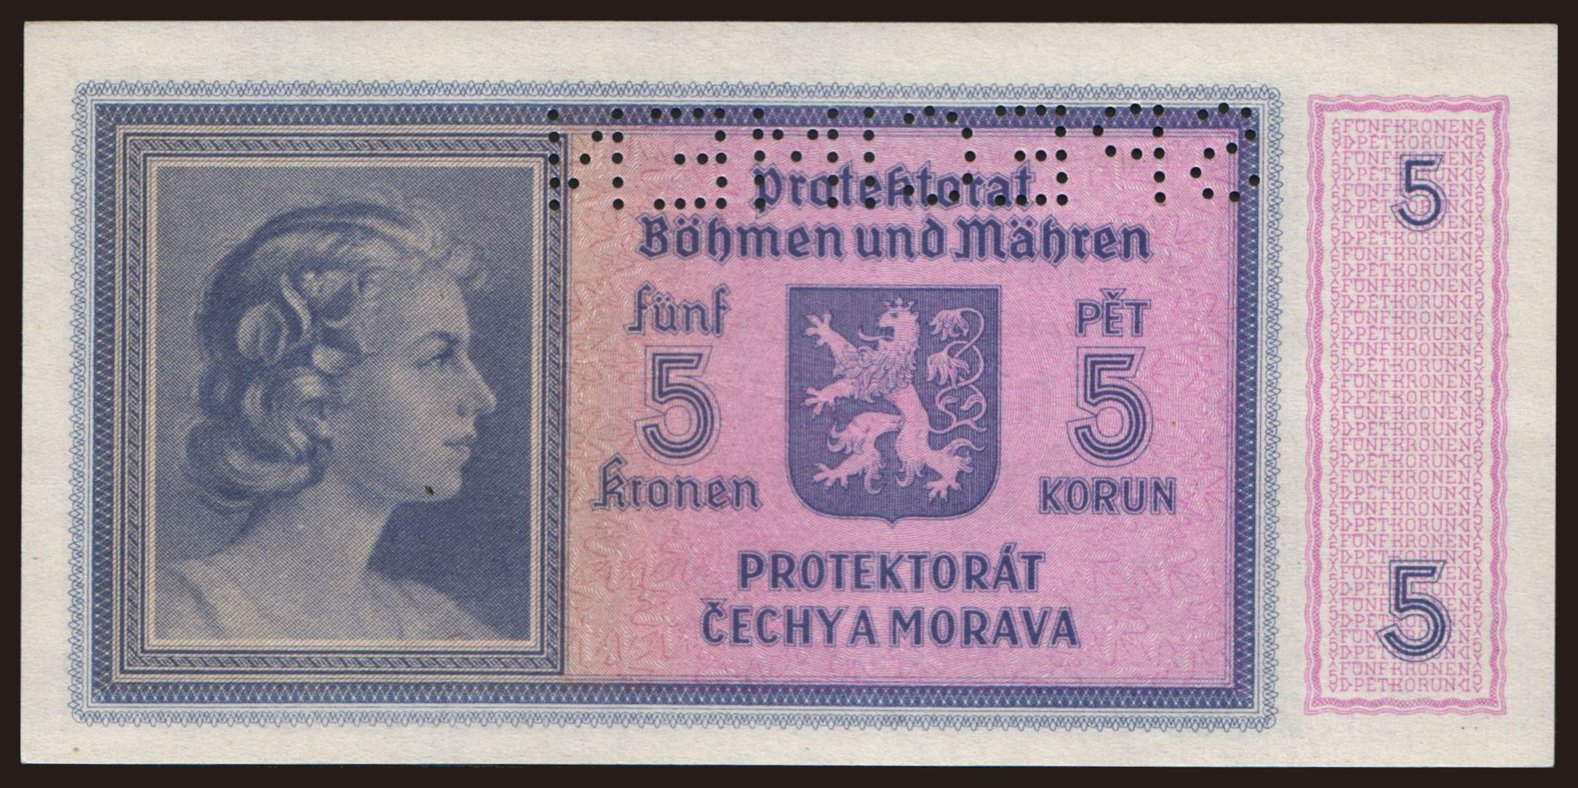 Protektorat
Böhmen und Mähren
fünf
5
Kronen
PĚT
5
KORUN
PROTEKTORÁT
ČECHY A MORAVA
5
5
FÜNFKRONEN
PĚTKORUN